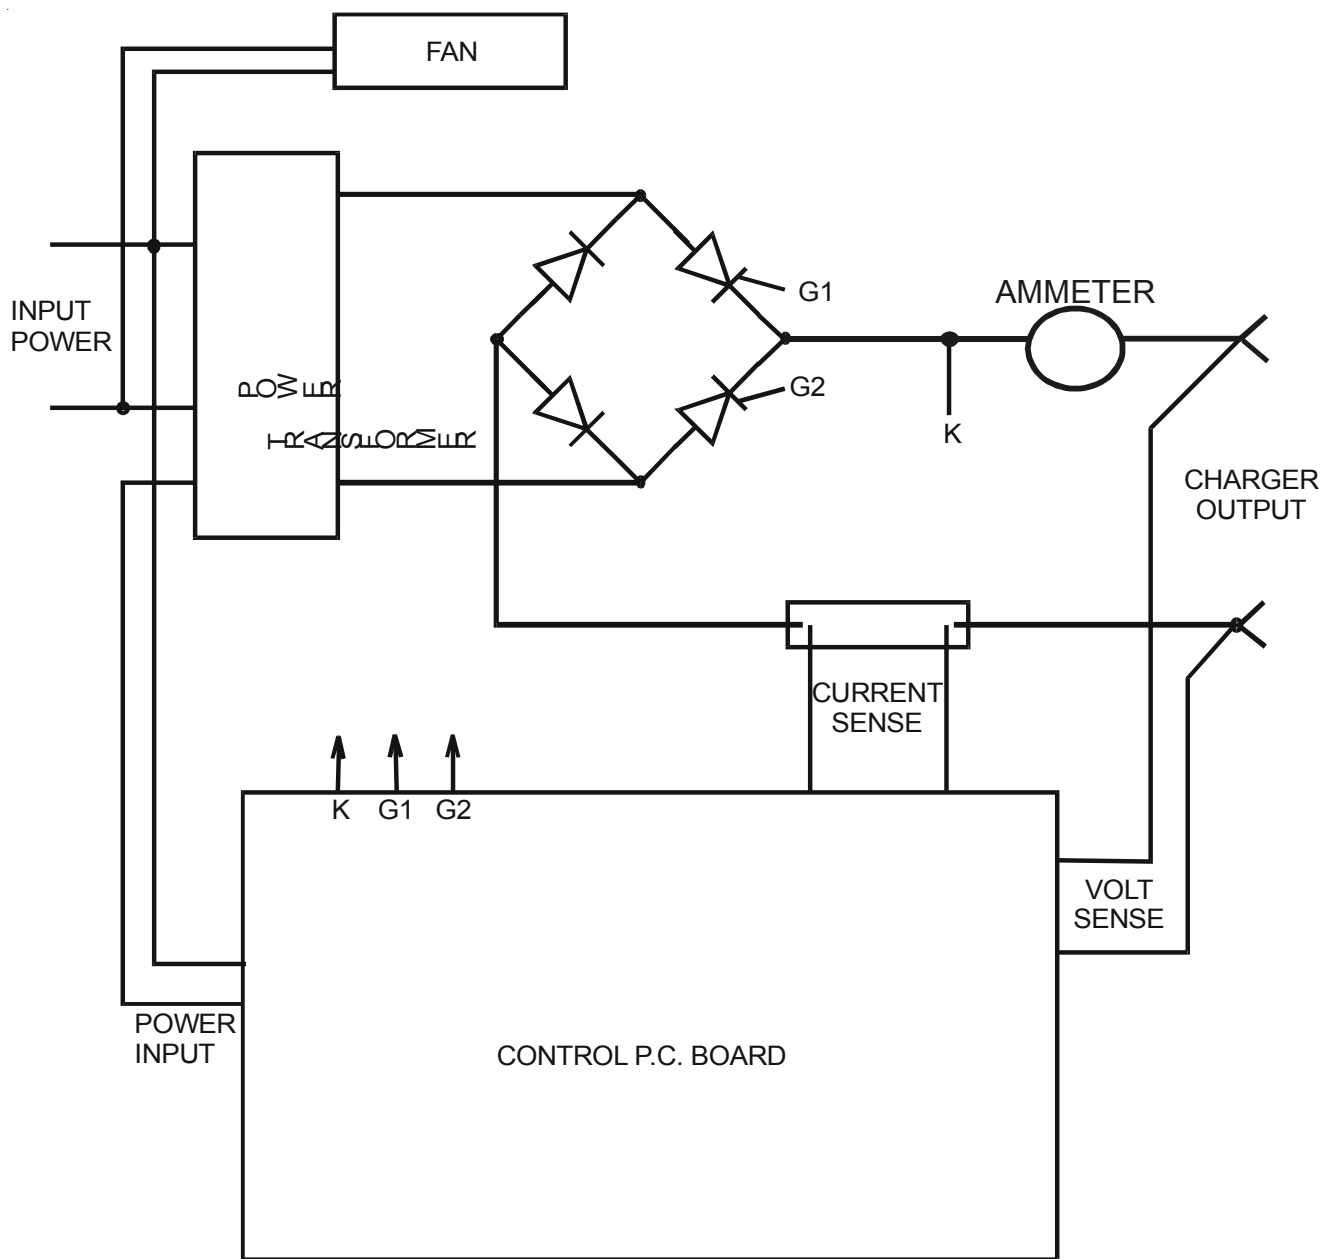 FAN
INPUT
POWER
POWER
TRANSFORMER
G1
G2
AMMETER
K
CHARGER
OUTPUT
CURRENT
SENSE
K G1 G2
VOLT
SENSE
POWER
INPUT
CONTROL P.C. BOARD